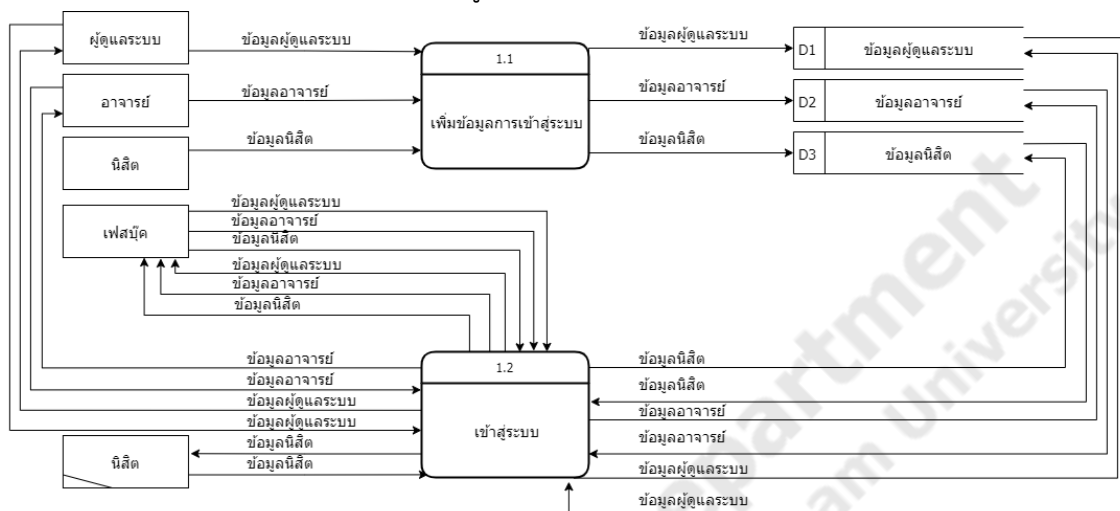 ผู้ดูแลระบบ
ข้อมูลผู้ดูแลระบบ
1.1
ข้อมูลผู้ดูแลระบบ
D1
ข้อมูลผู้ดูแลระบบ
อาจารย์
ข้อมูลอาจารย์
เพิ่มข้อมูลการเข้าสู่ระบบ
ข้อมูลอาจารย์
D2
ข้อมูลอาจารย์
นิสิต
ข้อมูลนิสิต
ข้อมูลนิสิต
D3
ข้อมูลนิสิต
เฟสบุ๊ค
ข้อมูลผู้ดูแลระบบ
ข้อมูลอาจารย์
ข้อมูลนิสิต
ข้อมูลผู้ดูแลระบบ
ข้อมูลอาจารย์
ข้อมูลนิสิต
ข้อมูลอาจารย์
ข้อมูลอาจารย์
ข้อมูลผู้ดูแลระบบ
ข้อมูลผู้ดูแลระบบ
ข้อมูลนิสิต
ข้อมูลนิสิต
นิสิต
1.2
เข้าสู่ระบบ
ข้อมูลนิสิต
ข้อมูลนิสิต
ข้อมูลอาจารย์
ข้อมูลอาจารย์
ข้อมูลผู้ดูแลระบบ
ข้อมูลผู้ดูแลระบบ